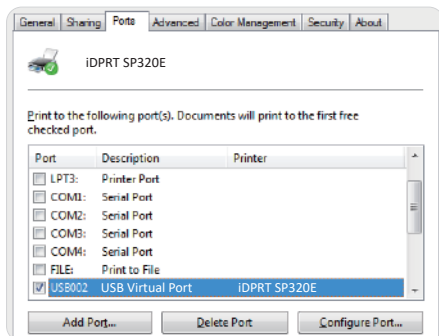 General Sharing Ports Advanced Color Management Security About
iDPRT SP320E
Print to the following port(s). Documents will print to the first free
checked port.
Port Description Printer
LPT3: Printer Port
COM1: Serial Port
COM2: Serial Port
COM3: Serial Port
COM4: Serial Port
FILE: Print to File
USB002 USB Virtual Port iDPRT SP320E
Add Port... Delete Port Configure Port...